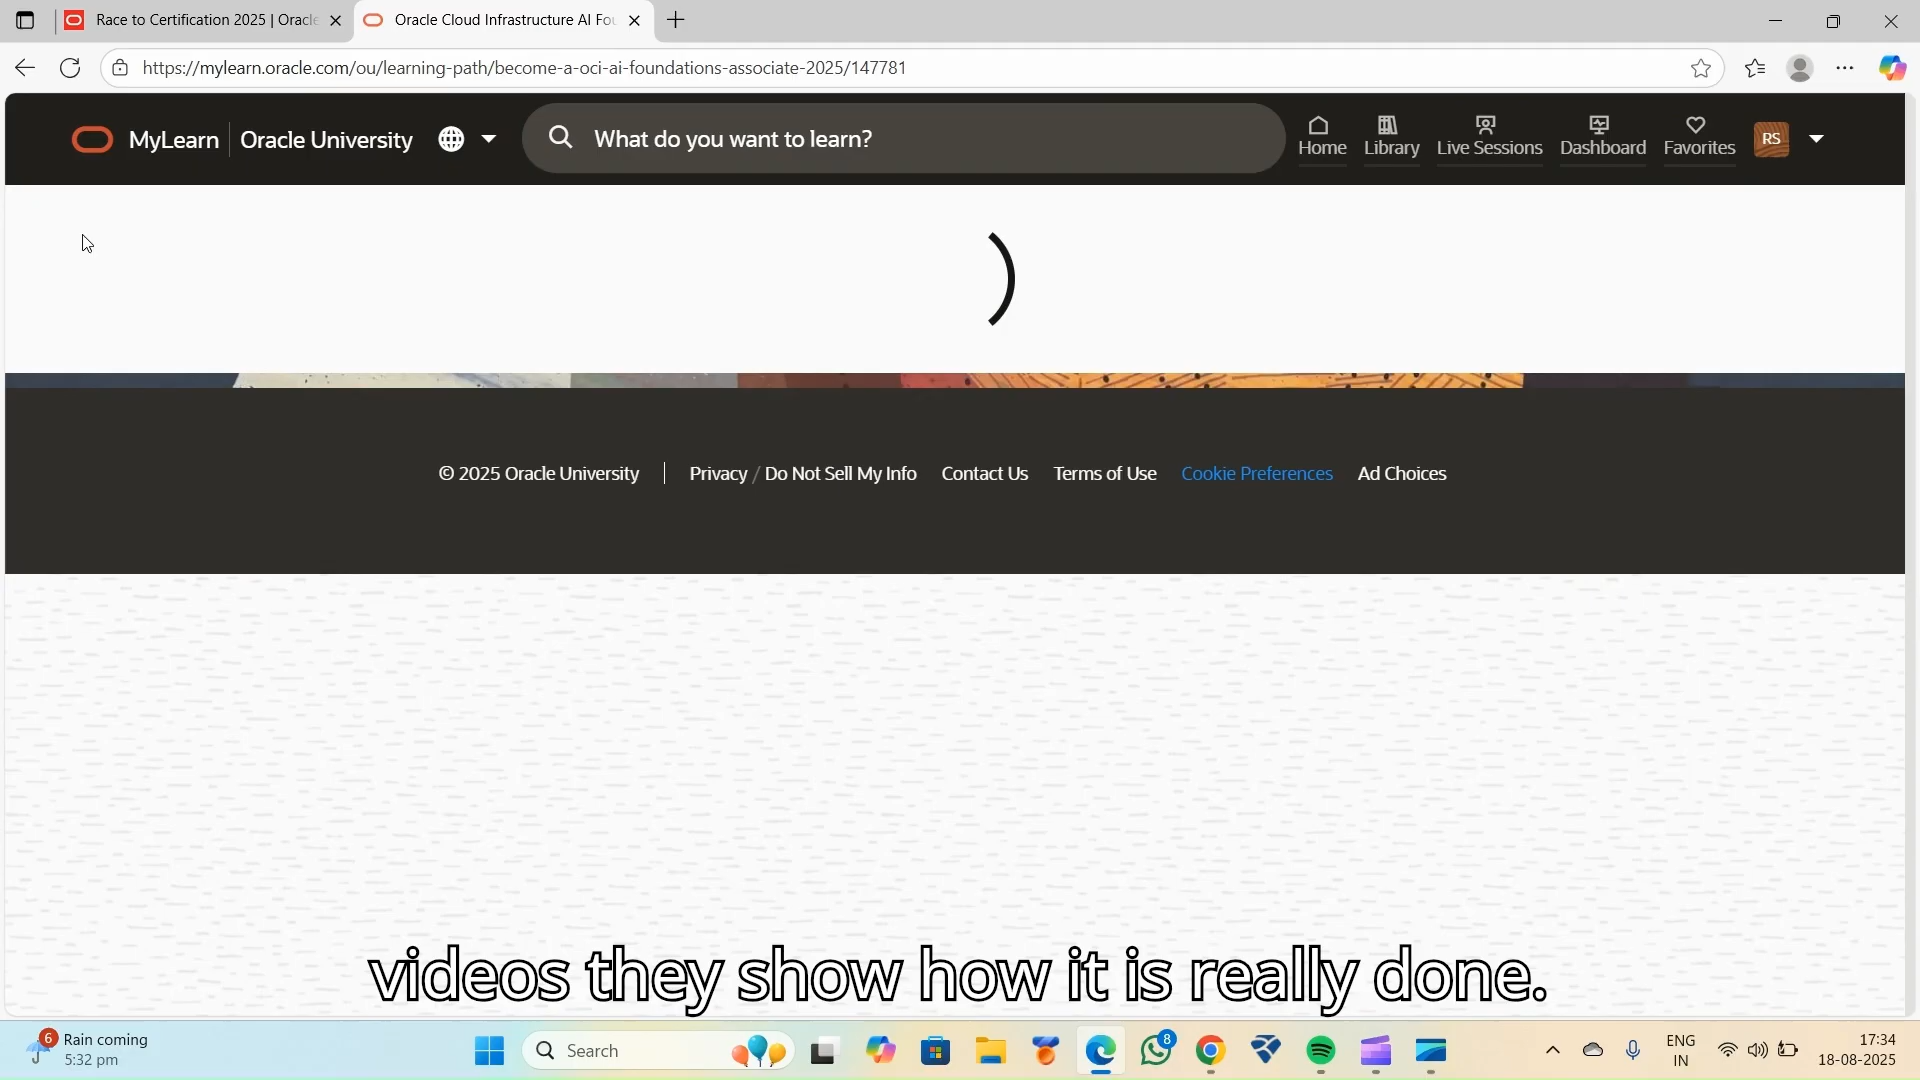 Race to Certification 2025 | Oracle
Oracle Cloud Infrastructure AI Fou
https://mylearn.oracle.com/ou/learning-path/become-a-oci-ai-foundations-associate-2025/147781
MyLearn | Oracle University
What do you want to learn?
Home
Library
Live Sessions
Dashboard
Favorites
RS
© 2025 Oracle University | Privacy / Do Not Sell My Info Contact Us Terms of Use Cookie Preferences Ad Choices
videos they show how it is really done.
6
Rain coming
5:32 pm
Search
8
ENG
IN
17:34
18-08-2025